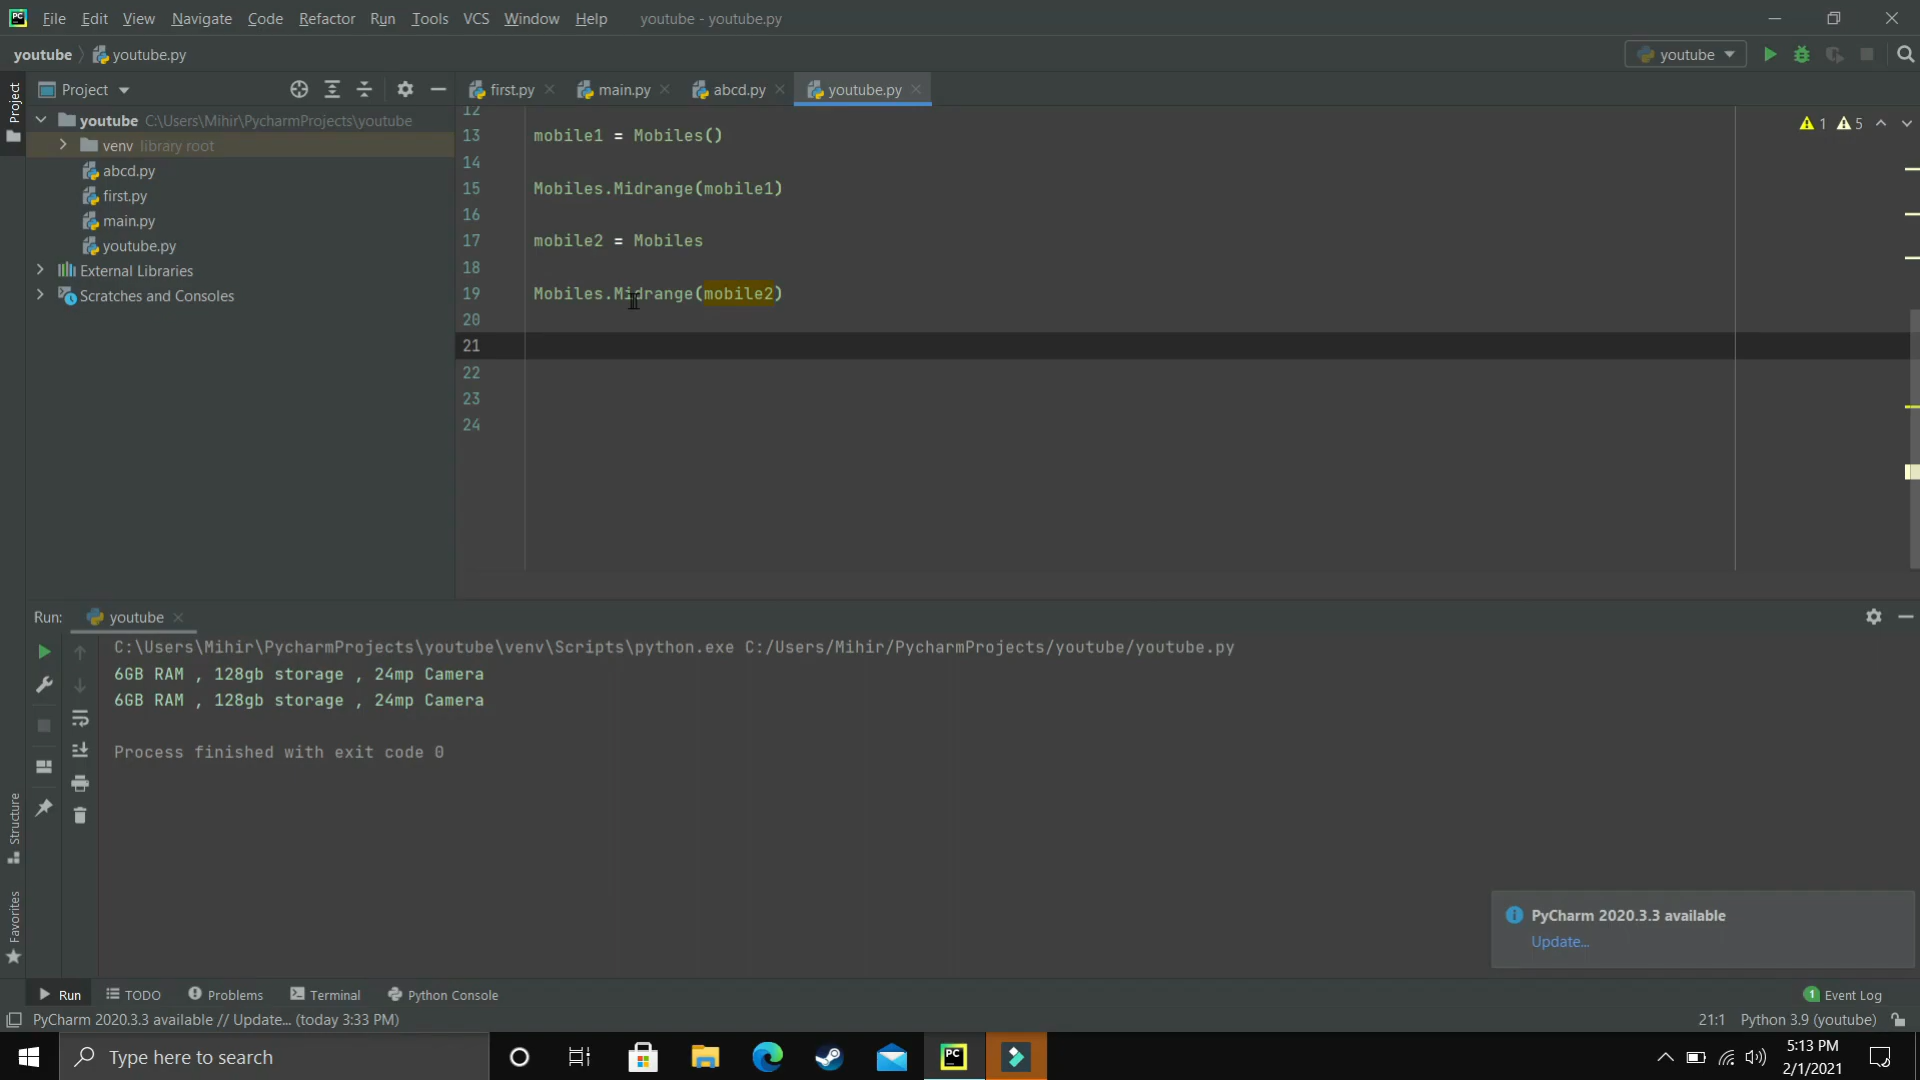 File Edit View Navigate Code Refactor Run Tools VCS Window Help youtube - youtube.py
youtube youtube.py youtube
Project
Project
first.py main.py abcd.py youtube.py
youtube C:\Users\Mihir\PycharmProjects\youtube
venv library root
abcd.py
first.py
main.py
youtube.py
External Libraries
Scratches and Consoles
1 5
12
13 mobile1 = Mobiles()
14
15 Mobiles.Midrange(mobile1)
16
17 mobile2 = Mobiles
18
19 Mobiles.Midrange(mobile2)
20
21
22
23
24
Run: youtube
C:\Users\Mihir\PycharmProjects\youtube\venv\Scripts\python.exe C:/Users/Mihir/PycharmProjects/youtube/youtube.py
6GB RAM , 128gb storage , 24mp Camera
6GB RAM , 128gb storage , 24mp Camera
Process finished with exit code 0
Structure
Favorites
PyCharm 2020.3.3 available
Update...
Run TODO Problems Terminal Python Console 1 Event Log
PyCharm 2020.3.3 available // Update... (today 3:33 PM) 21:1 Python 3.9 (youtube)
Type here to search
PC
5:13 PM
2/1/2021